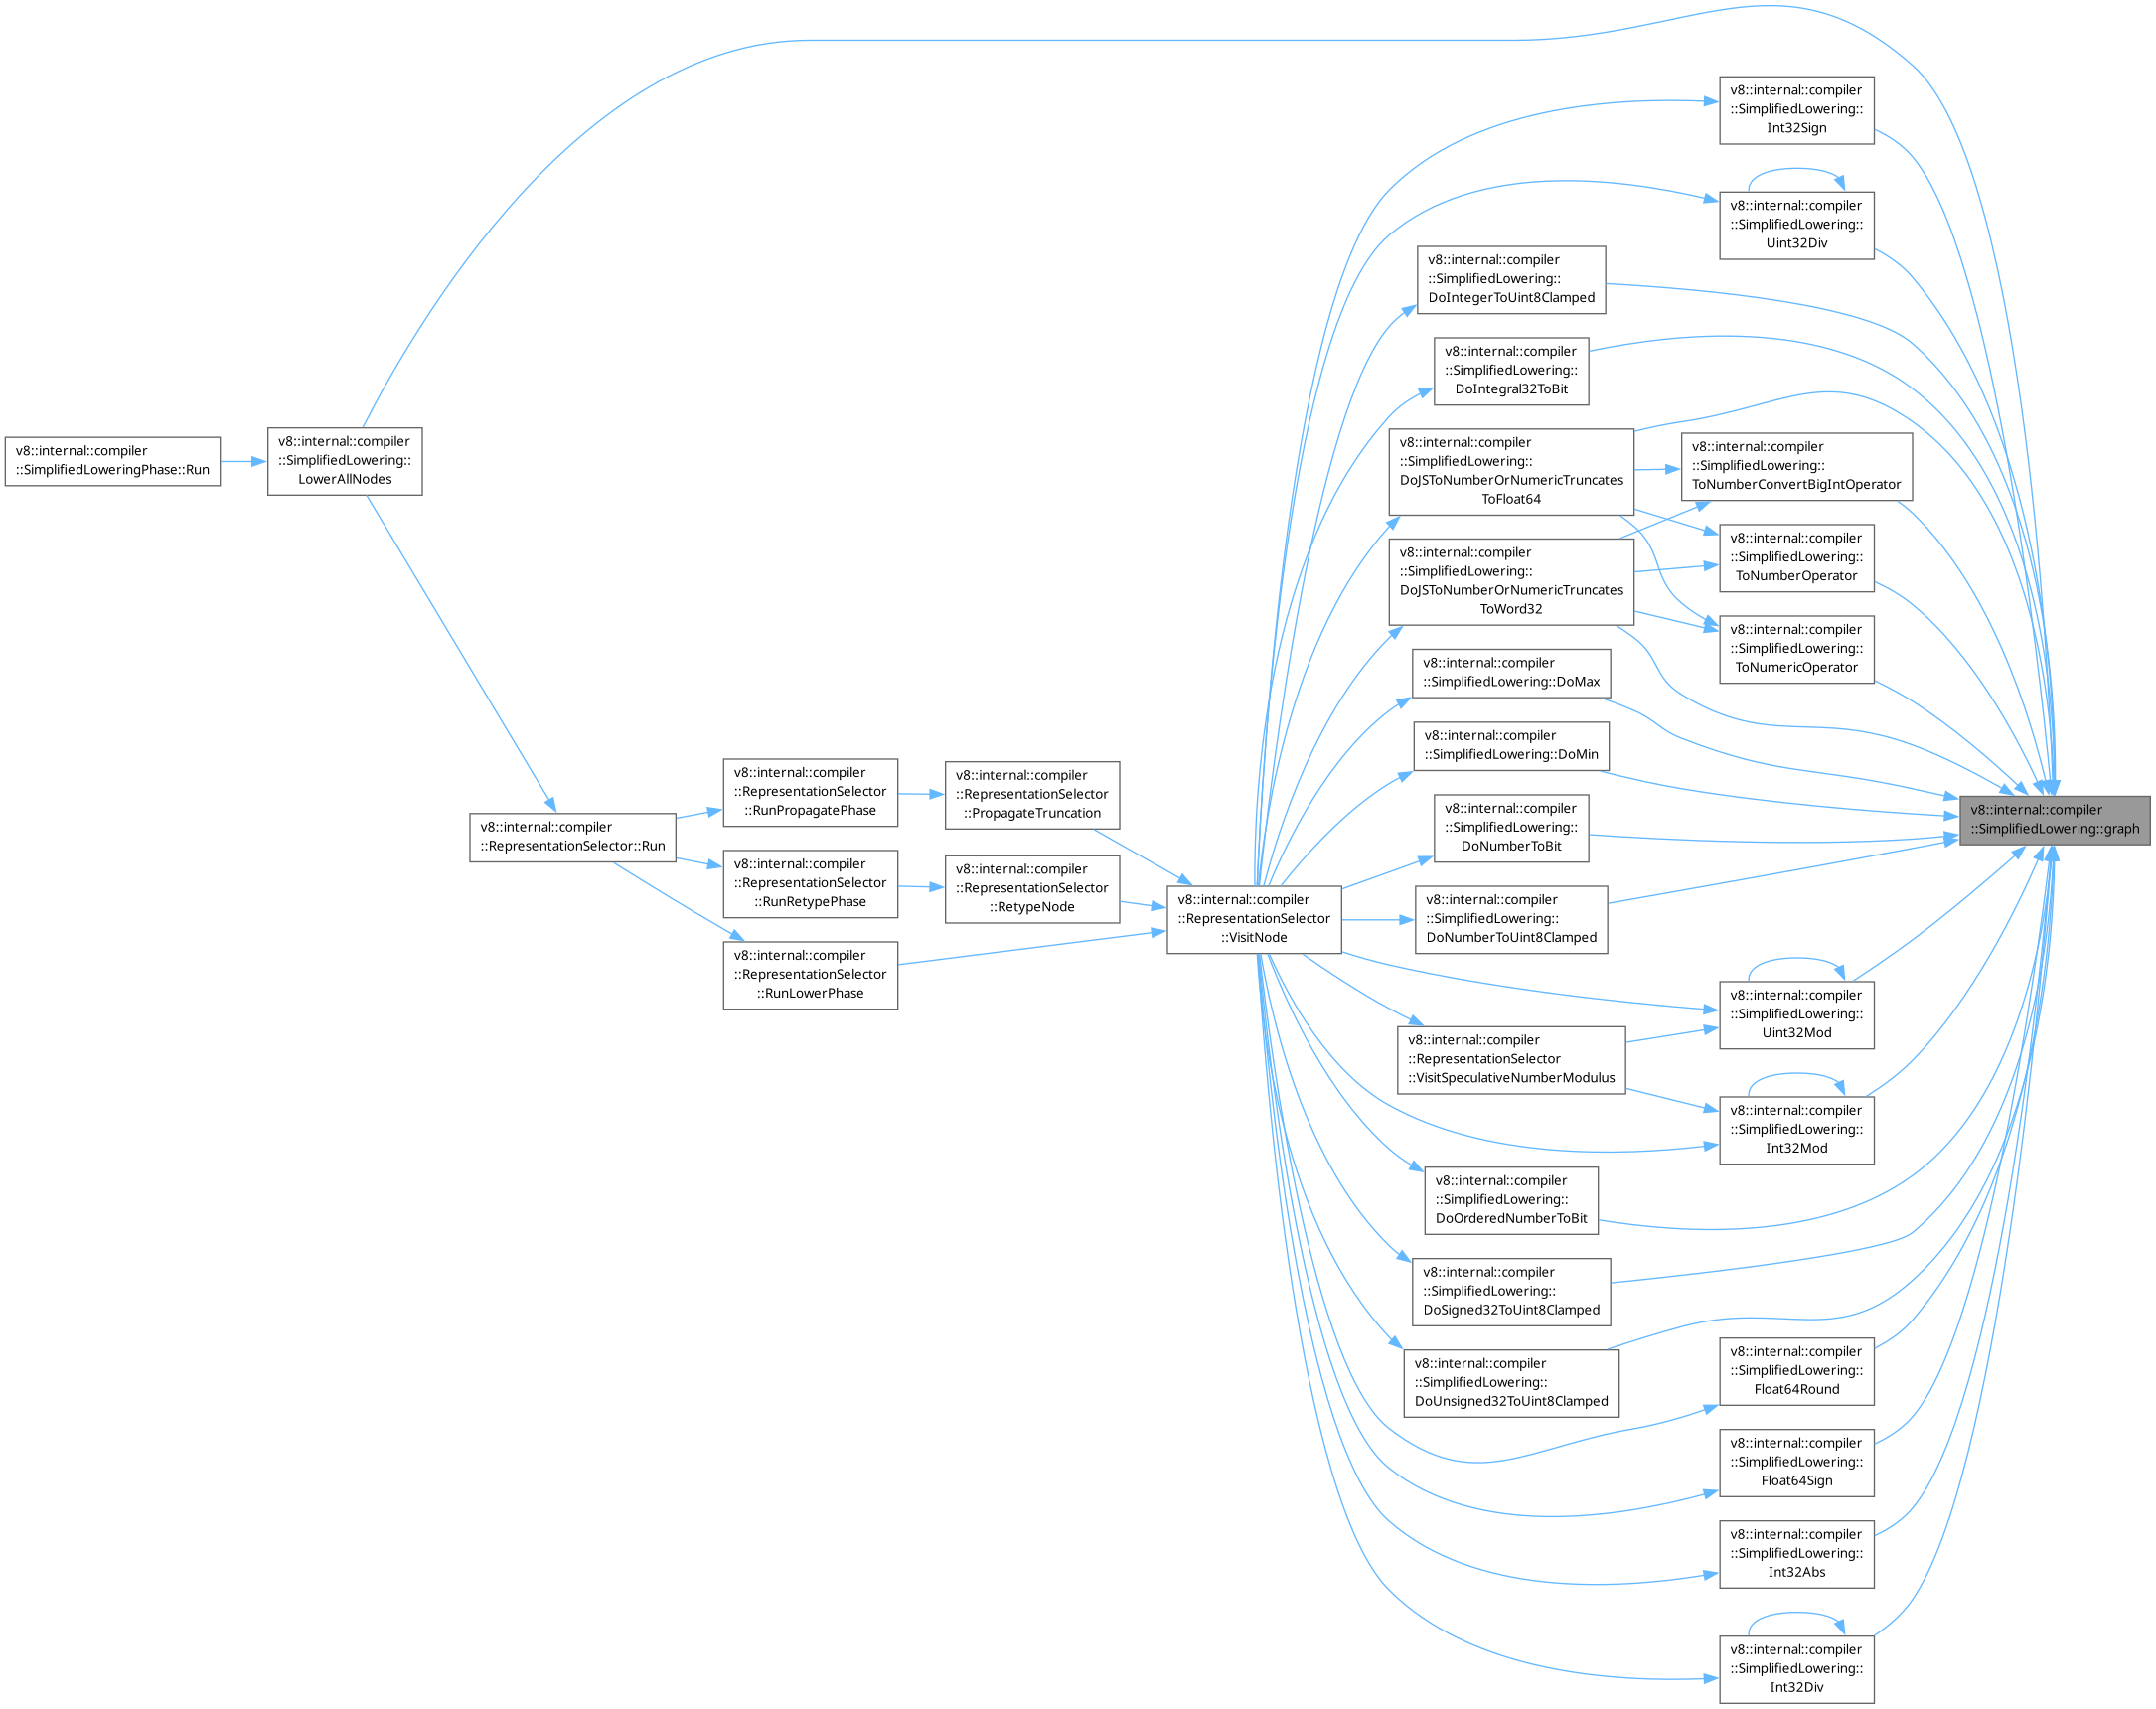 v8::internal::compiler
::SimplifiedLoweringPhase::Run
v8::internal::compiler
::SimplifiedLowering::
LowerAllNodes
v8::internal::compiler
::RepresentationSelector::Run
v8::internal::compiler
::RepresentationSelector
::RunPropagatePhase
v8::internal::compiler
::RepresentationSelector
::RunRetypePhase
v8::internal::compiler
::RepresentationSelector
::RunLowerPhase
v8::internal::compiler
::RepresentationSelector
::PropagateTruncation
v8::internal::compiler
::RepresentationSelector
::RetypeNode
v8::internal::compiler
::RepresentationSelector
::VisitNode
v8::internal::compiler
::SimplifiedLowering::
DoIntegerToUint8Clamped
v8::internal::compiler
::SimplifiedLowering::
DoIntegral32ToBit
v8::internal::compiler
::SimplifiedLowering::
DoJSToNumberOrNumericTruncates
ToFloat64
v8::internal::compiler
::SimplifiedLowering::
DoJSToNumberOrNumericTruncates
ToWord32
v8::internal::compiler
::SimplifiedLowering::DoMax
v8::internal::compiler
::SimplifiedLowering::DoMin
v8::internal::compiler
::SimplifiedLowering::
DoNumberToBit
v8::internal::compiler
::SimplifiedLowering::
DoNumberToUint8Clamped
v8::internal::compiler
::RepresentationSelector
::VisitSpeculativeNumberModulus
v8::internal::compiler
::SimplifiedLowering::
DoOrderedNumberToBit
v8::internal::compiler
::SimplifiedLowering::
DoSigned32ToUint8Clamped
v8::internal::compiler
::SimplifiedLowering::
DoUnsigned32ToUint8Clamped
v8::internal::compiler
::SimplifiedLowering::
Int32Sign
v8::internal::compiler
::SimplifiedLowering::
Uint32Div
v8::internal::compiler
::SimplifiedLowering::
ToNumberConvertBigIntOperator
v8::internal::compiler
::SimplifiedLowering::
ToNumberOperator
v8::internal::compiler
::SimplifiedLowering::
ToNumericOperator
v8::internal::compiler
::SimplifiedLowering::
Uint32Mod
v8::internal::compiler
::SimplifiedLowering::
Int32Mod
v8::internal::compiler
::SimplifiedLowering::
Float64Round
v8::internal::compiler
::SimplifiedLowering::
Float64Sign
v8::internal::compiler
::SimplifiedLowering::
Int32Abs
v8::internal::compiler
::SimplifiedLowering::
Int32Div
v8::internal::compiler
::SimplifiedLowering::graph